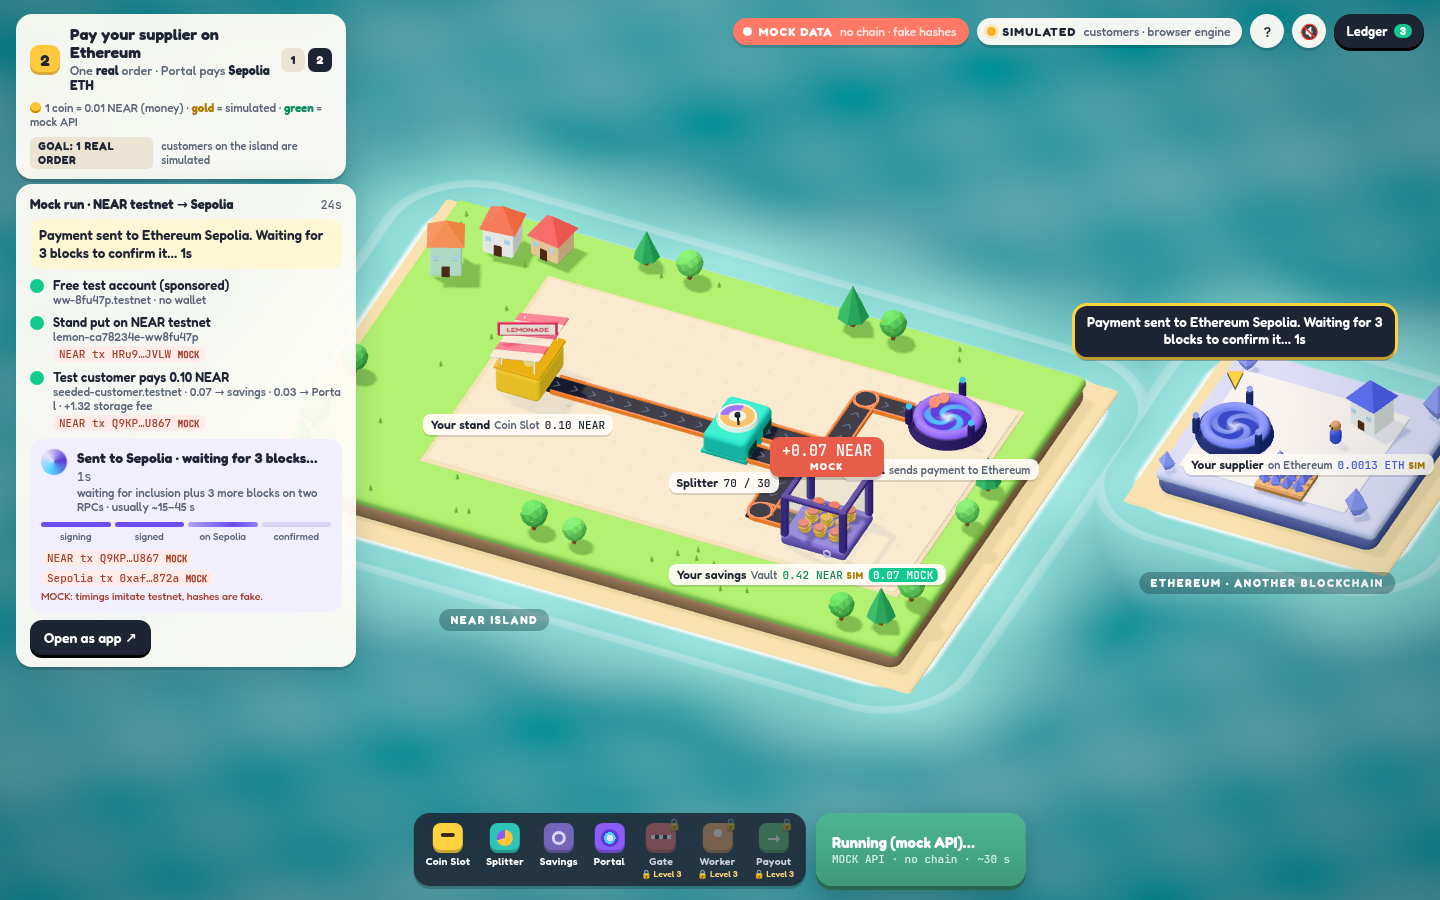 2
Pay your supplier on
Ethereum
One real order · Portal pays Sepolia
ETH
1 2
1 coin = 0.01 NEAR (money) · gold = simulated · green =
mock API
GOAL: 1 REAL
ORDER
customers on the island are
simulated
MOCK DATA no chain · fake hashes
SIMULATED customers · browser engine
?
Ledger 3
Mock run · NEAR testnet → Sepolia 24s
Payment sent to Ethereum Sepolia. Waiting for
3 blocks to confirm it... 1s
Free test account (sponsored)
ww-8fu47p.testnet · no wallet
Stand put on NEAR testnet
lemon-ca78234e-ww8fu47p
NEAR tx HRu9…JVLW MOCK
Test customer pays 0.10 NEAR
seeded-customer.testnet · 0.07 → savings · 0.03 → Porta
l · +1.32 storage fee
NEAR tx Q9KP…U867 MOCK
Sent to Sepolia · waiting for 3 blocks...
1s
waiting for inclusion plus 3 more blocks on two
RPCs · usually ~15–45 s
signing signed on Sepolia confirmed
NEAR tx Q9KP…U867 MOCK
Sepolia tx 0xaf…872a MOCK
MOCK: timings imitate testnet, hashes are fake.
Open as app ↗
LEMONADE
Your stand Coin Slot 0.10 NEAR
Splitter 70 / 30
+0.07 NEAR
MOCK
sends payment to Ethereum
Your savings Vault 0.42 NEAR SIM 0.07 MOCK
NEAR ISLAND
Payment sent to Ethereum Sepolia. Waiting for 3
blocks to confirm it... 1s
Your supplier on Ethereum 0.0013 ETH SIM
ETHEREUM · ANOTHER BLOCKCHAIN
Coin Slot Splitter Savings Portal Gate Worker Payout
Level 3 Level 3 Level 3
Running (mock API)...
MOCK API · no chain · ~30 s